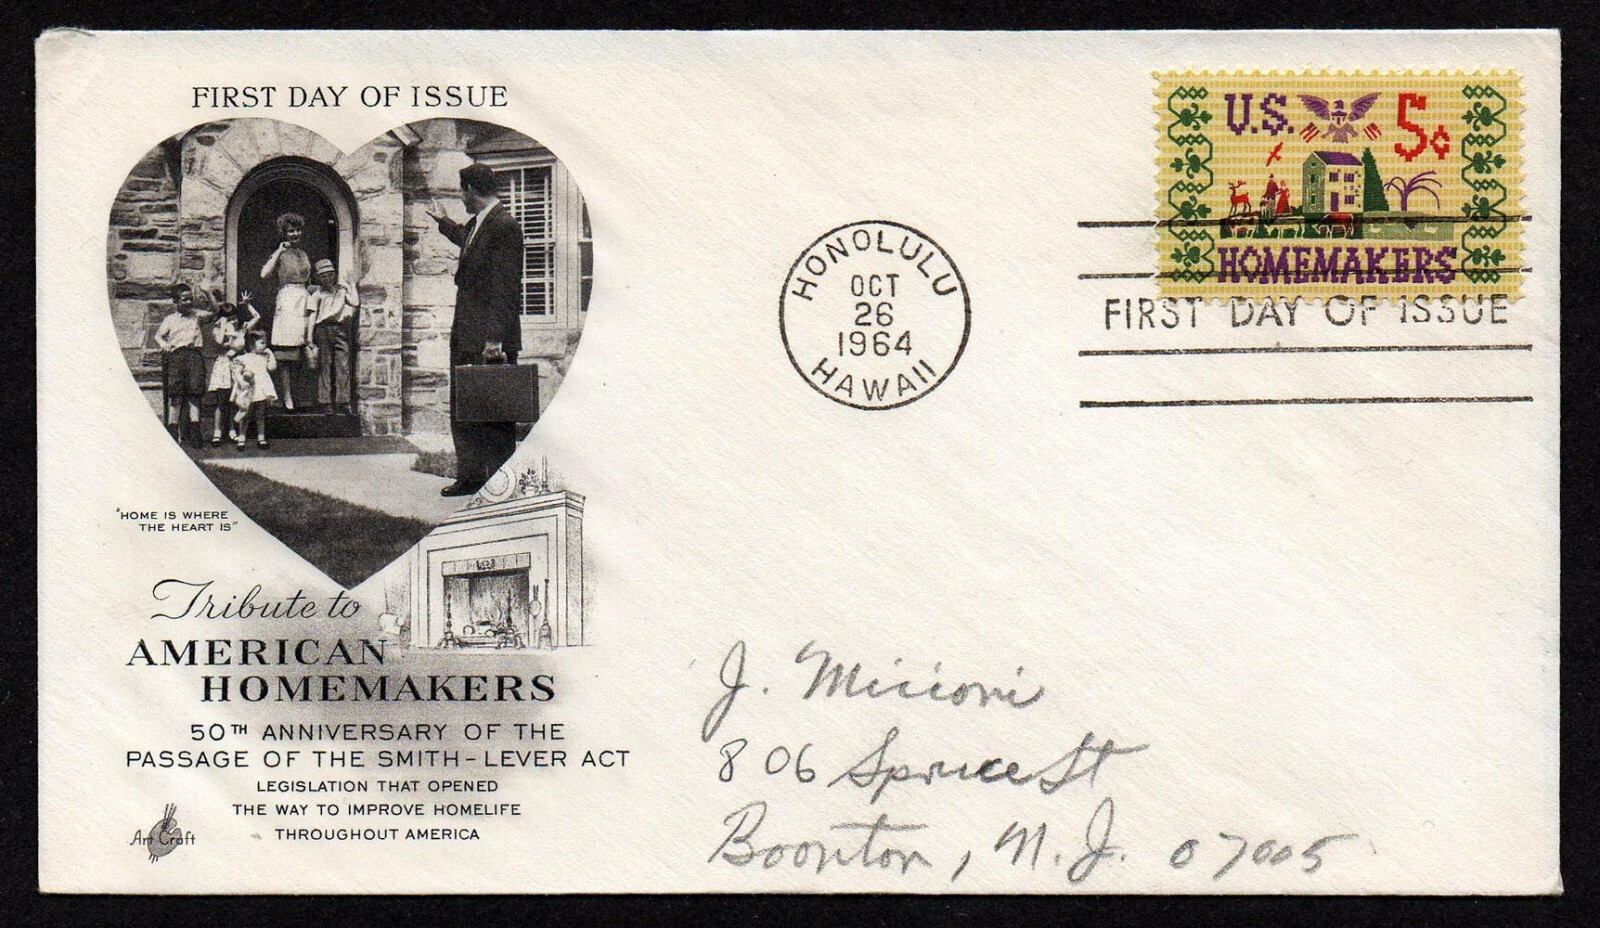 FIRST DAY OF ISSUE
"HOME IS WHERE
THE HEART IS"
Tribute to
AMERICAN
HOMEMAKERS
50TH ANNIVERSARY OF THE
PASSAGE OF THE SMITH-LEVER ACT
LEGISLATION THAT OPENED
THE WAY TO IMPROVE HOMELIFE
THROUGHOUT AMERICA
Art Craft
HONOLULU
OCT
26
1964
HAWAII
U.S. 5¢
HOMEMAKERS
FIRST DAY OF ISSUE
J. Micioni
806 Spruce St
Boonton, N.J. 07005